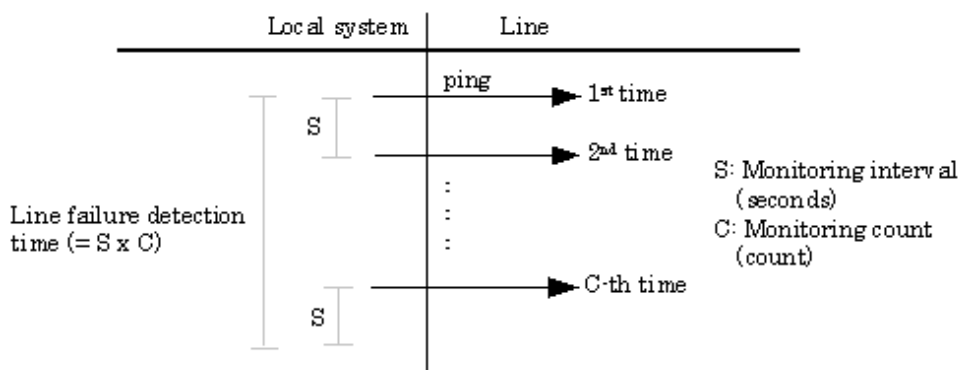 Local system
Line
ping
1st time
S
2nd time
:
:
:
S: Monitoring interval
(seconds)
C: Monitoring count
(count)
Line failure detection
time (= S x C)
C-th time
S